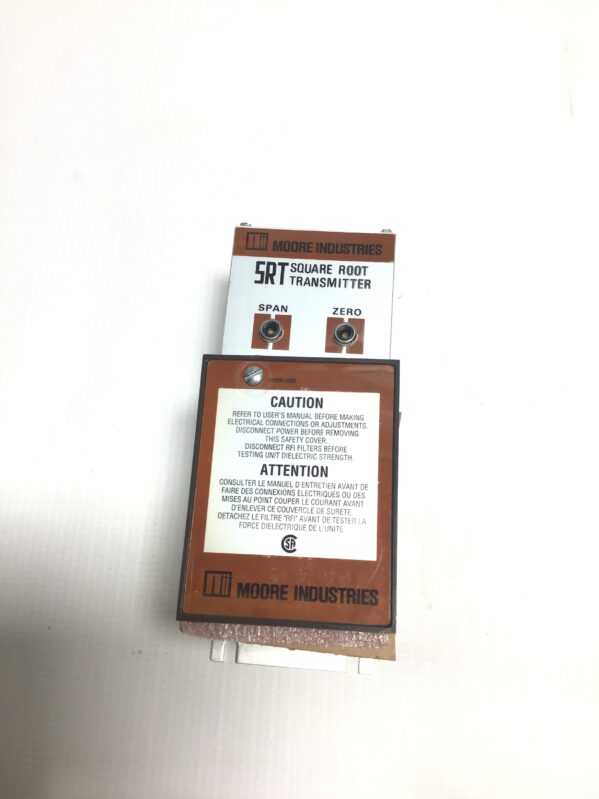 MOORE INDUSTRIES
SRT SQUARE ROOT
TRANSMITTER
SPAN ZERO
COVER LOCK
CAUTION
REFER TO USER'S MANUAL BEFORE MAKING
ELECTRICAL CONNECTIONS OR ADJUSTMENTS.
DISCONNECT POWER BEFORE REMOVING
THIS SAFETY COVER.
DISCONNECT RFI FILTERS BEFORE
TESTING UNIT DIELECTRIC STRENGTH.
ATTENTION
CONSULTER LE MANUEL D'ENTRETIEN AVANT DE
FAIRE DES CONNEXIONS ELECTRIQUES OU DES
MISES AU POINT COUPER LE COURANT AVANT
D'ENLEVER CE COUVERCLE DE SURETE.
DETACHEZ LE FILTRE "RFI" AVANT DE TESTER LA
FORCE DIELECTRIQUE DE L'UNITE.
MOORE INDUSTRIES